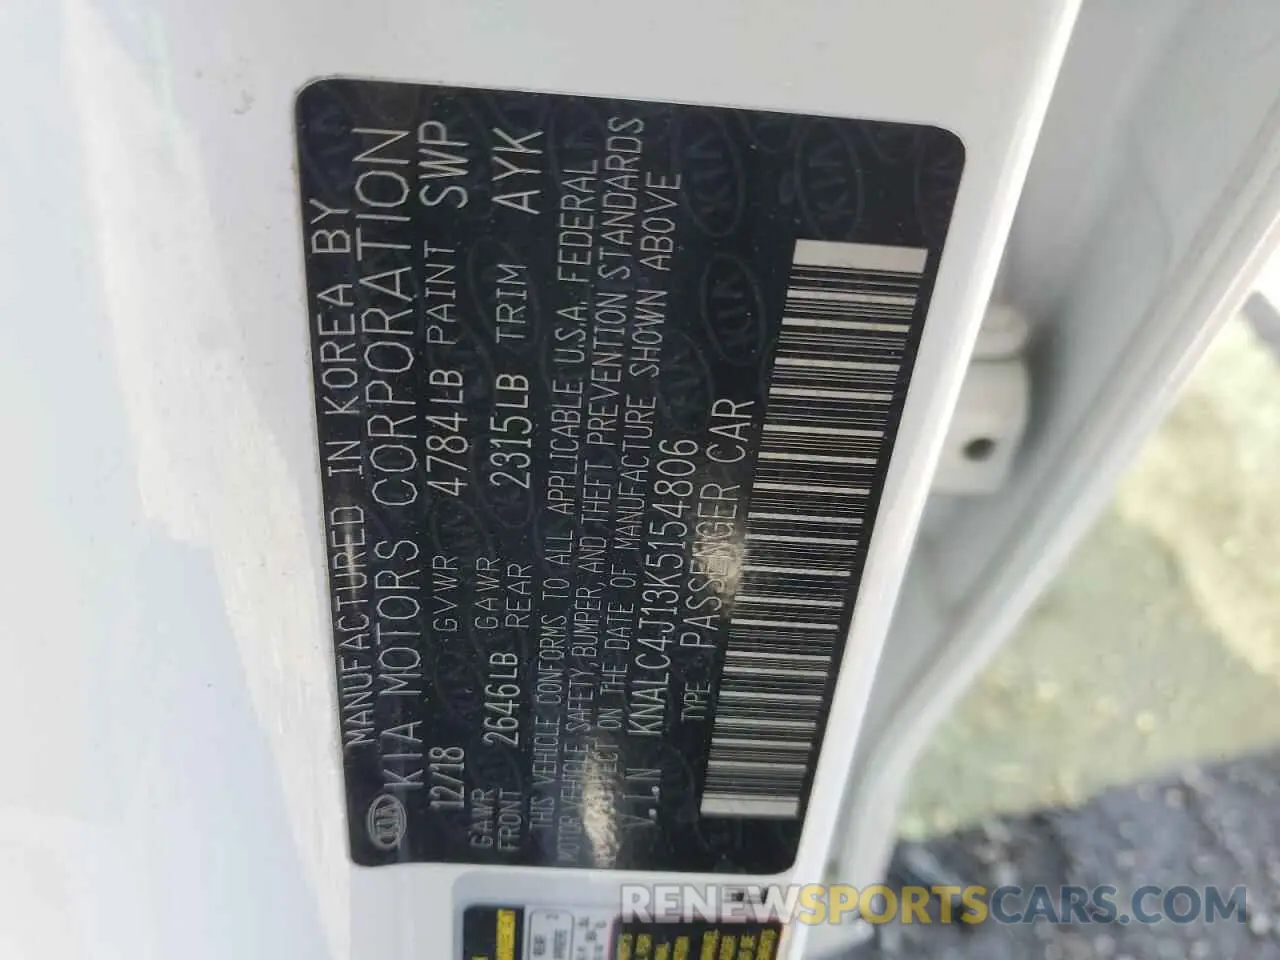 MANUFACTURED IN KOREA BY
KIA KIA MOTORS CORPORATION
12/18 GVWR 4784LB PAINT SWP
GAWR FRONT 2646LB GAWR REAR 2315LB TRIM AYK
THIS VEHICLE CONFORMS TO ALL APPLICABLE U.S.A. FEDERAL
MOTOR VEHICLE SAFETY, BUMPER, AND THEFT PREVENTION STANDARDS
ON THE DATE OF MANUFACTURE SHOWN ABOVE
V.I.N KNALC4J13K5154806
TYPE : PASSENGER CAR
RENEWSPORTSCARS.COM